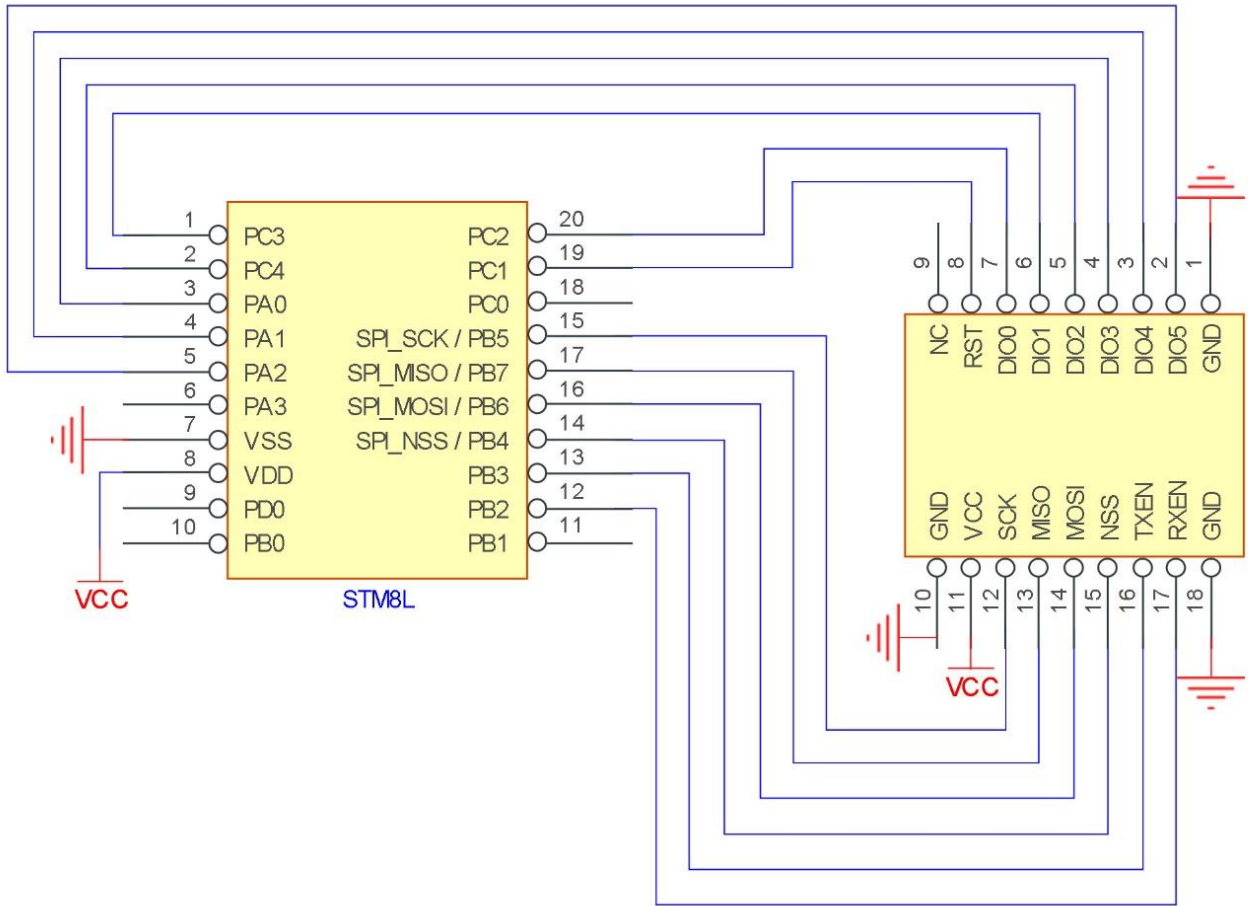 1 PC3
2 PC4
3 PA0
4 PA1
5 PA2
6 PA3
7 VSS
8 VDD
9 PD0
10 PB0
VCC
PC2 20
PC1 19
PC0 18
SPI_SCK / PB5 15
SPI_MISO / PB7 17
SPI_MOSI / PB6 16
SPI_NSS / PB4 14
PB3 13
PB2 12
PB1 11
STM8L
9 NC
8 RST
7 DIO0
6 DIO1
5 DIO2
4 DIO3
3 DIO4
2 DIO5
1 GND
GND 10
VCC 11
SCK 12
MISO 13
MOSI 14
NSS 15
TXEN 16
RXEN 17
GND 18
VCC